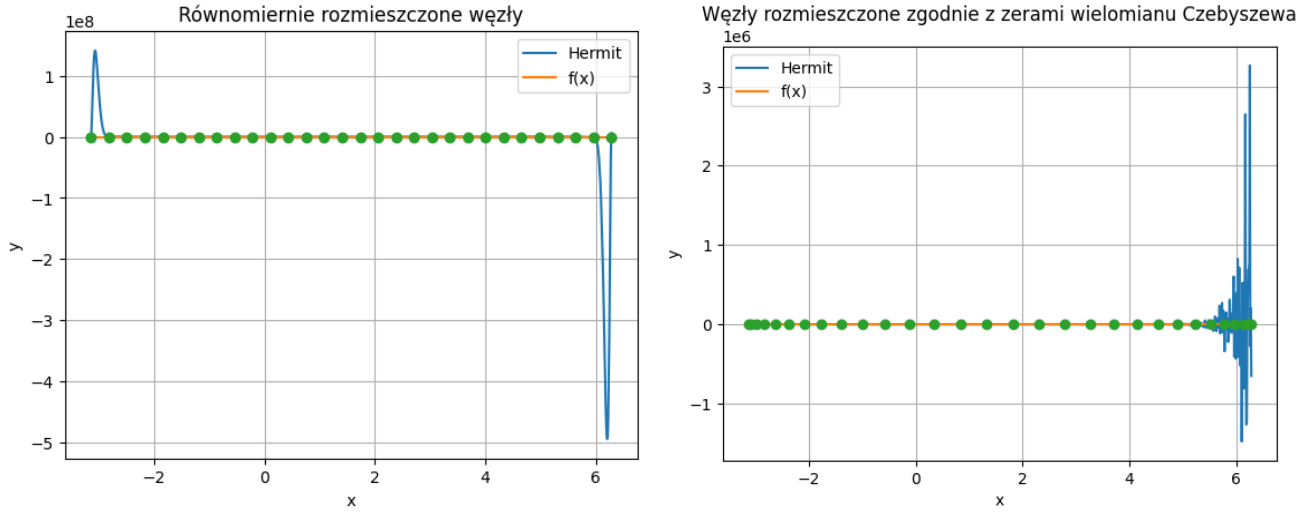 Równomiernie rozmieszczone węzły
1e8
Hermit
f(x)
1
0
−1
−2
−3
−4
−5
y
−2
0
2
4
6
x
Węzły rozmieszczone zgodnie z zerami wielomianu Czebyszewa
1e6
Hermit
f(x)
3
2
1
0
−1
y
−2
0
2
4
6
x